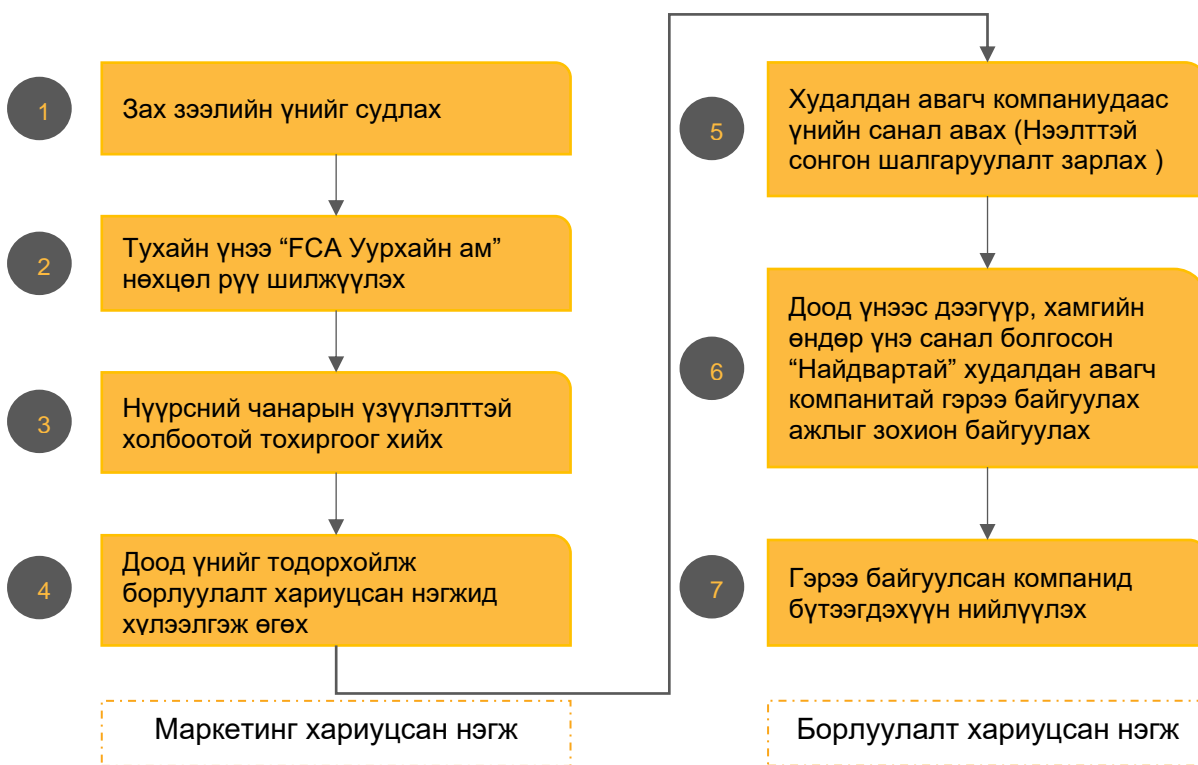 1
Зах зээлийн үнийг судлах
2
Тухайн үнээ “FCA Уурхайн ам”
нөхцөл рүү шилжүүлэх
3
Нүүрсний чанарын үзүүлэлттэй
холбоотой тохиргоог хийх
4
Доод үнийг тодорхойлж
борлуулалт хариуцсан нэгжид
хүлээлгэж өгөх
Маркетинг хариуцсан нэгж
5
Худалдан авагч компаниудаас
үнийн санал авах (Нээлттэй
сонгон шалгаруулалт зарлах )
6
Доод үнээс дээгүүр, хамгийн
өндөр үнэ санал болгосон
“Найдвартай” худалдан авагч
компанитай гэрээ байгуулах
ажлыг зохион байгуулах
7
Гэрээ байгуулсан компанид
бүтээгдэхүүн нийлүүлэх
Борлуулалт хариуцсан нэгж